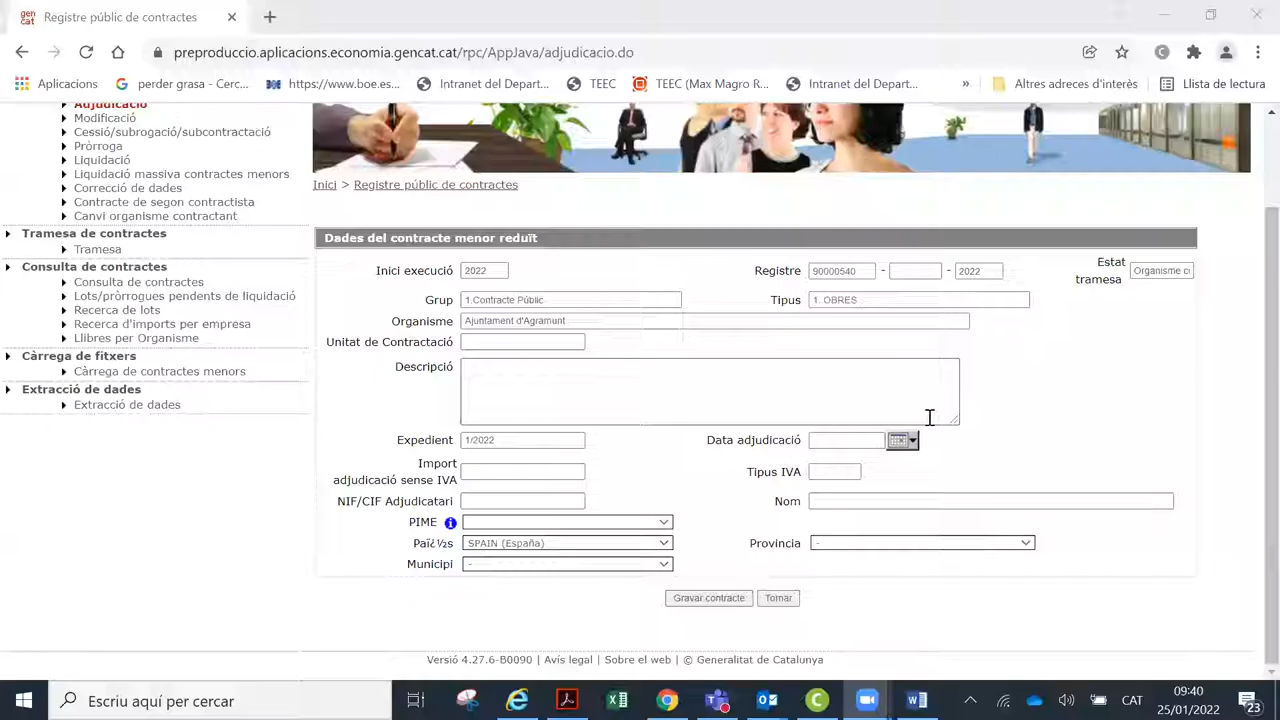 gencat Registre públic de contractes
preproduccio.aplicacions.economia.gencat.cat/rpc/AppJava/adjudicacio.do
Aplicacions perder grasa - Cerc... https://www.boe.es... Intranet del Depart... TEEC TEEC (Max Magro R... Intranet del Depart... » Altres adreces d'interès Llista de lectura
Adjudicació
Modificació
Cessió/subrogació/subcontractació
Pròrroga
Liquidació
Liquidació massiva contractes menors
Correcció de dades
Contracte de segon contractista
Canvi organisme contractant
Tramesa de contractes
Tramesa
Consulta de contractes
Consulta de contractes
Lots/pròrrogues pendents de liquidació
Recerca de lots
Recerca d'imports per empresa
Llibres per Organisme
Càrrega de fitxers
Càrrega de contractes menors
Extracció de dades
Extracció de dades
Inici > Registre públic de contractes
Dades del contracte menor reduït
Inici execució 2022 Registre 90000540 - - 2022 Estat tramesa Organisme co
Grup 1.Contracte Públic Tipus 1. OBRES
Organisme Ajuntament d'Agramunt
Unitat de Contractació
Descripció
Expedient 1/2022 Data adjudicació
Import adjudicació sense IVA Tipus IVA
NIF/CIF Adjudicatari Nom
PIME
Paï¿½s SPAIN (España) Provincia -
Municipi -
Gravar contracte Tornar
Versió 4.27.6-B0090 | Avís legal | Sobre el web | © Generalitat de Catalunya
Escriu aquí per cercar
CAT
09:40
25/01/2022
23